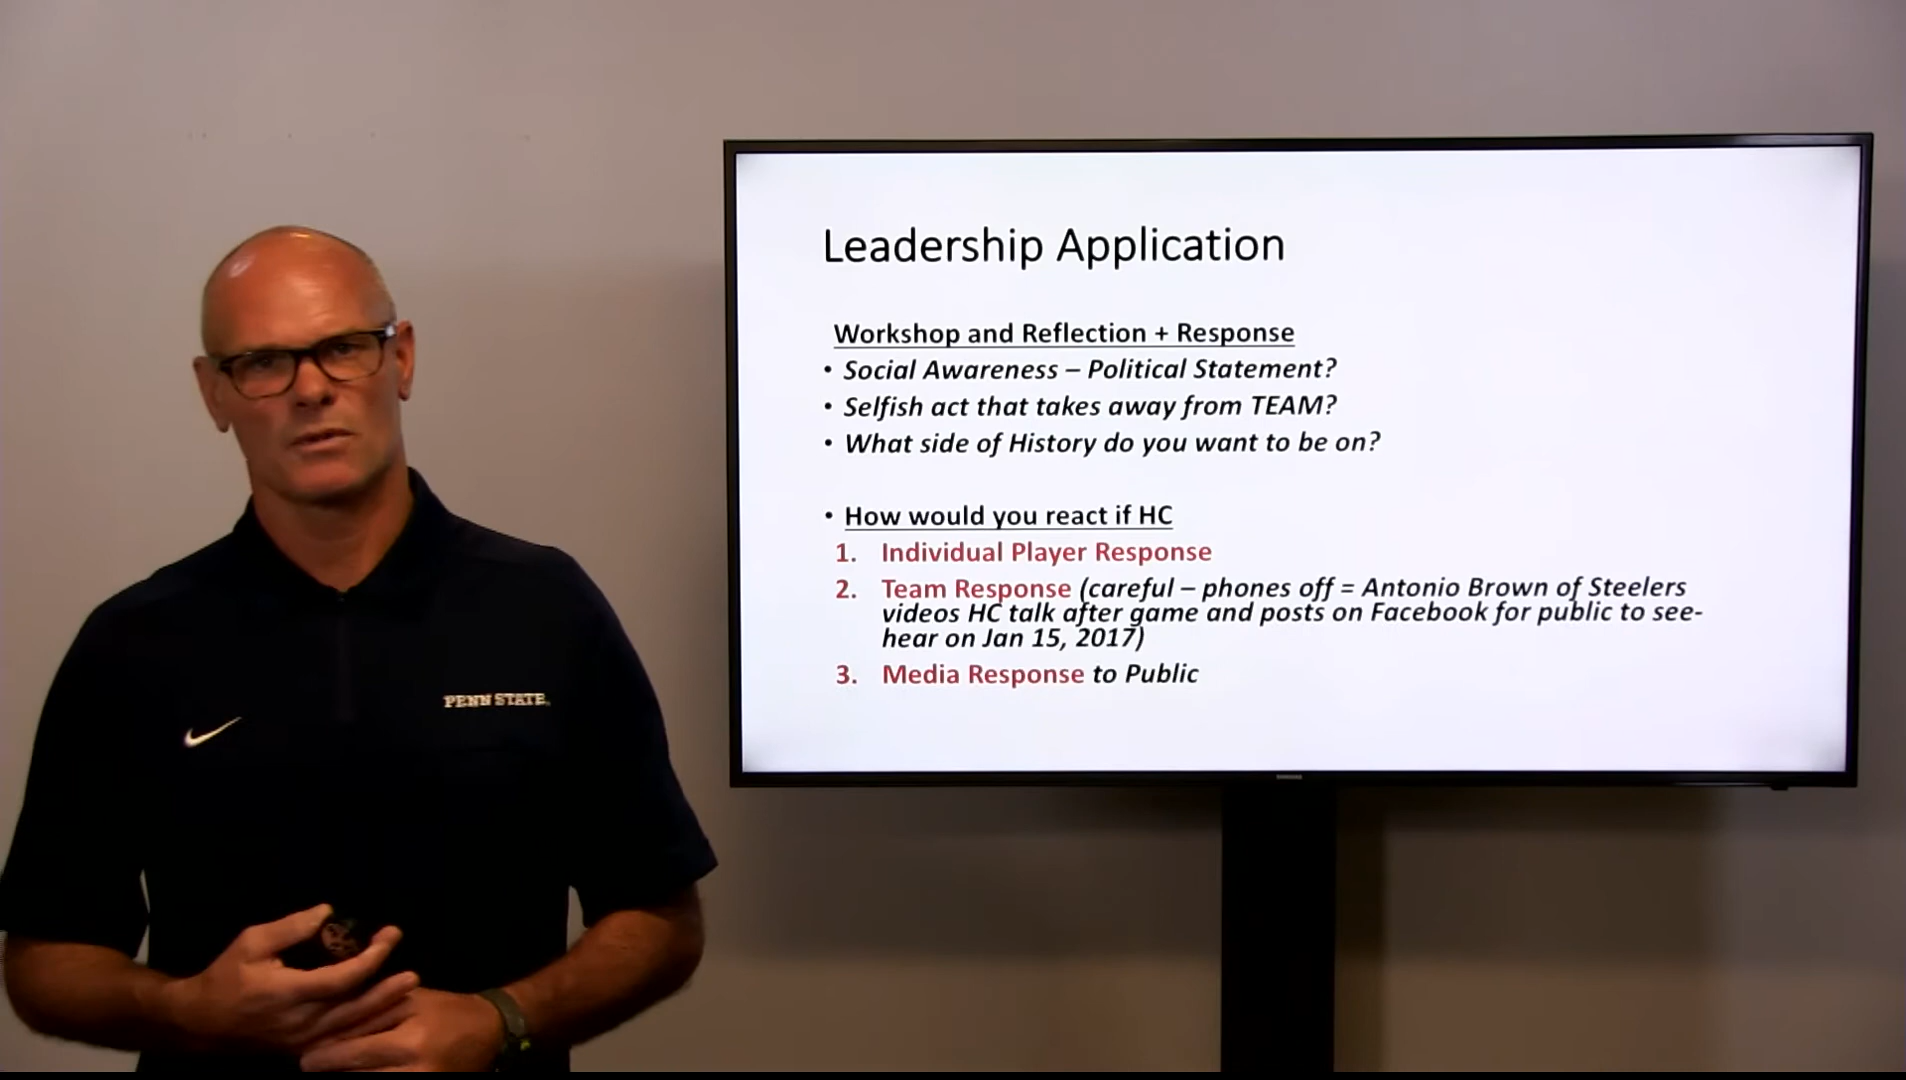 Leadership Application
Workshop and Reflection + Response
• Social Awareness – Political Statement?
• Selfish act that takes away from TEAM?
• What side of History do you want to be on?
• How would you react if HC
1. Individual Player Response
2. Team Response (careful – phones off = Antonio Brown of Steelers
videos HC talk after game and posts on Facebook for public to see-
hear on Jan 15, 2017)
3. Media Response to Public
PENN STATE.